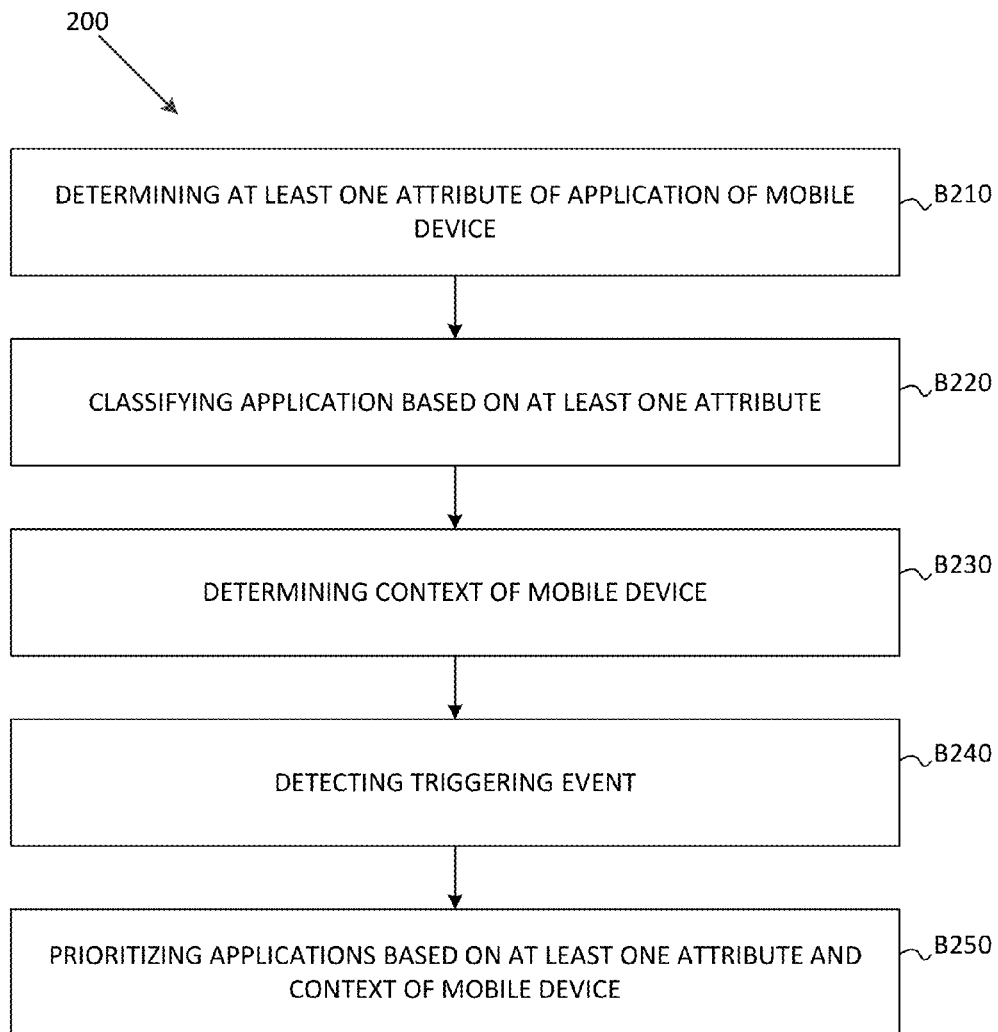 200
DETERMINING AT LEAST ONE ATTRIBUTE OF APPLICATION OF MOBILE
DEVICE
B210
CLASSIFYING APPLICATION BASED ON AT LEAST ONE ATTRIBUTE
B220
DETERMINING CONTEXT OF MOBILE DEVICE
B230
DETECTING TRIGGERING EVENT
B240
PRIORITIZING APPLICATIONS BASED ON AT LEAST ONE ATTRIBUTE AND
CONTEXT OF MOBILE DEVICE
B250